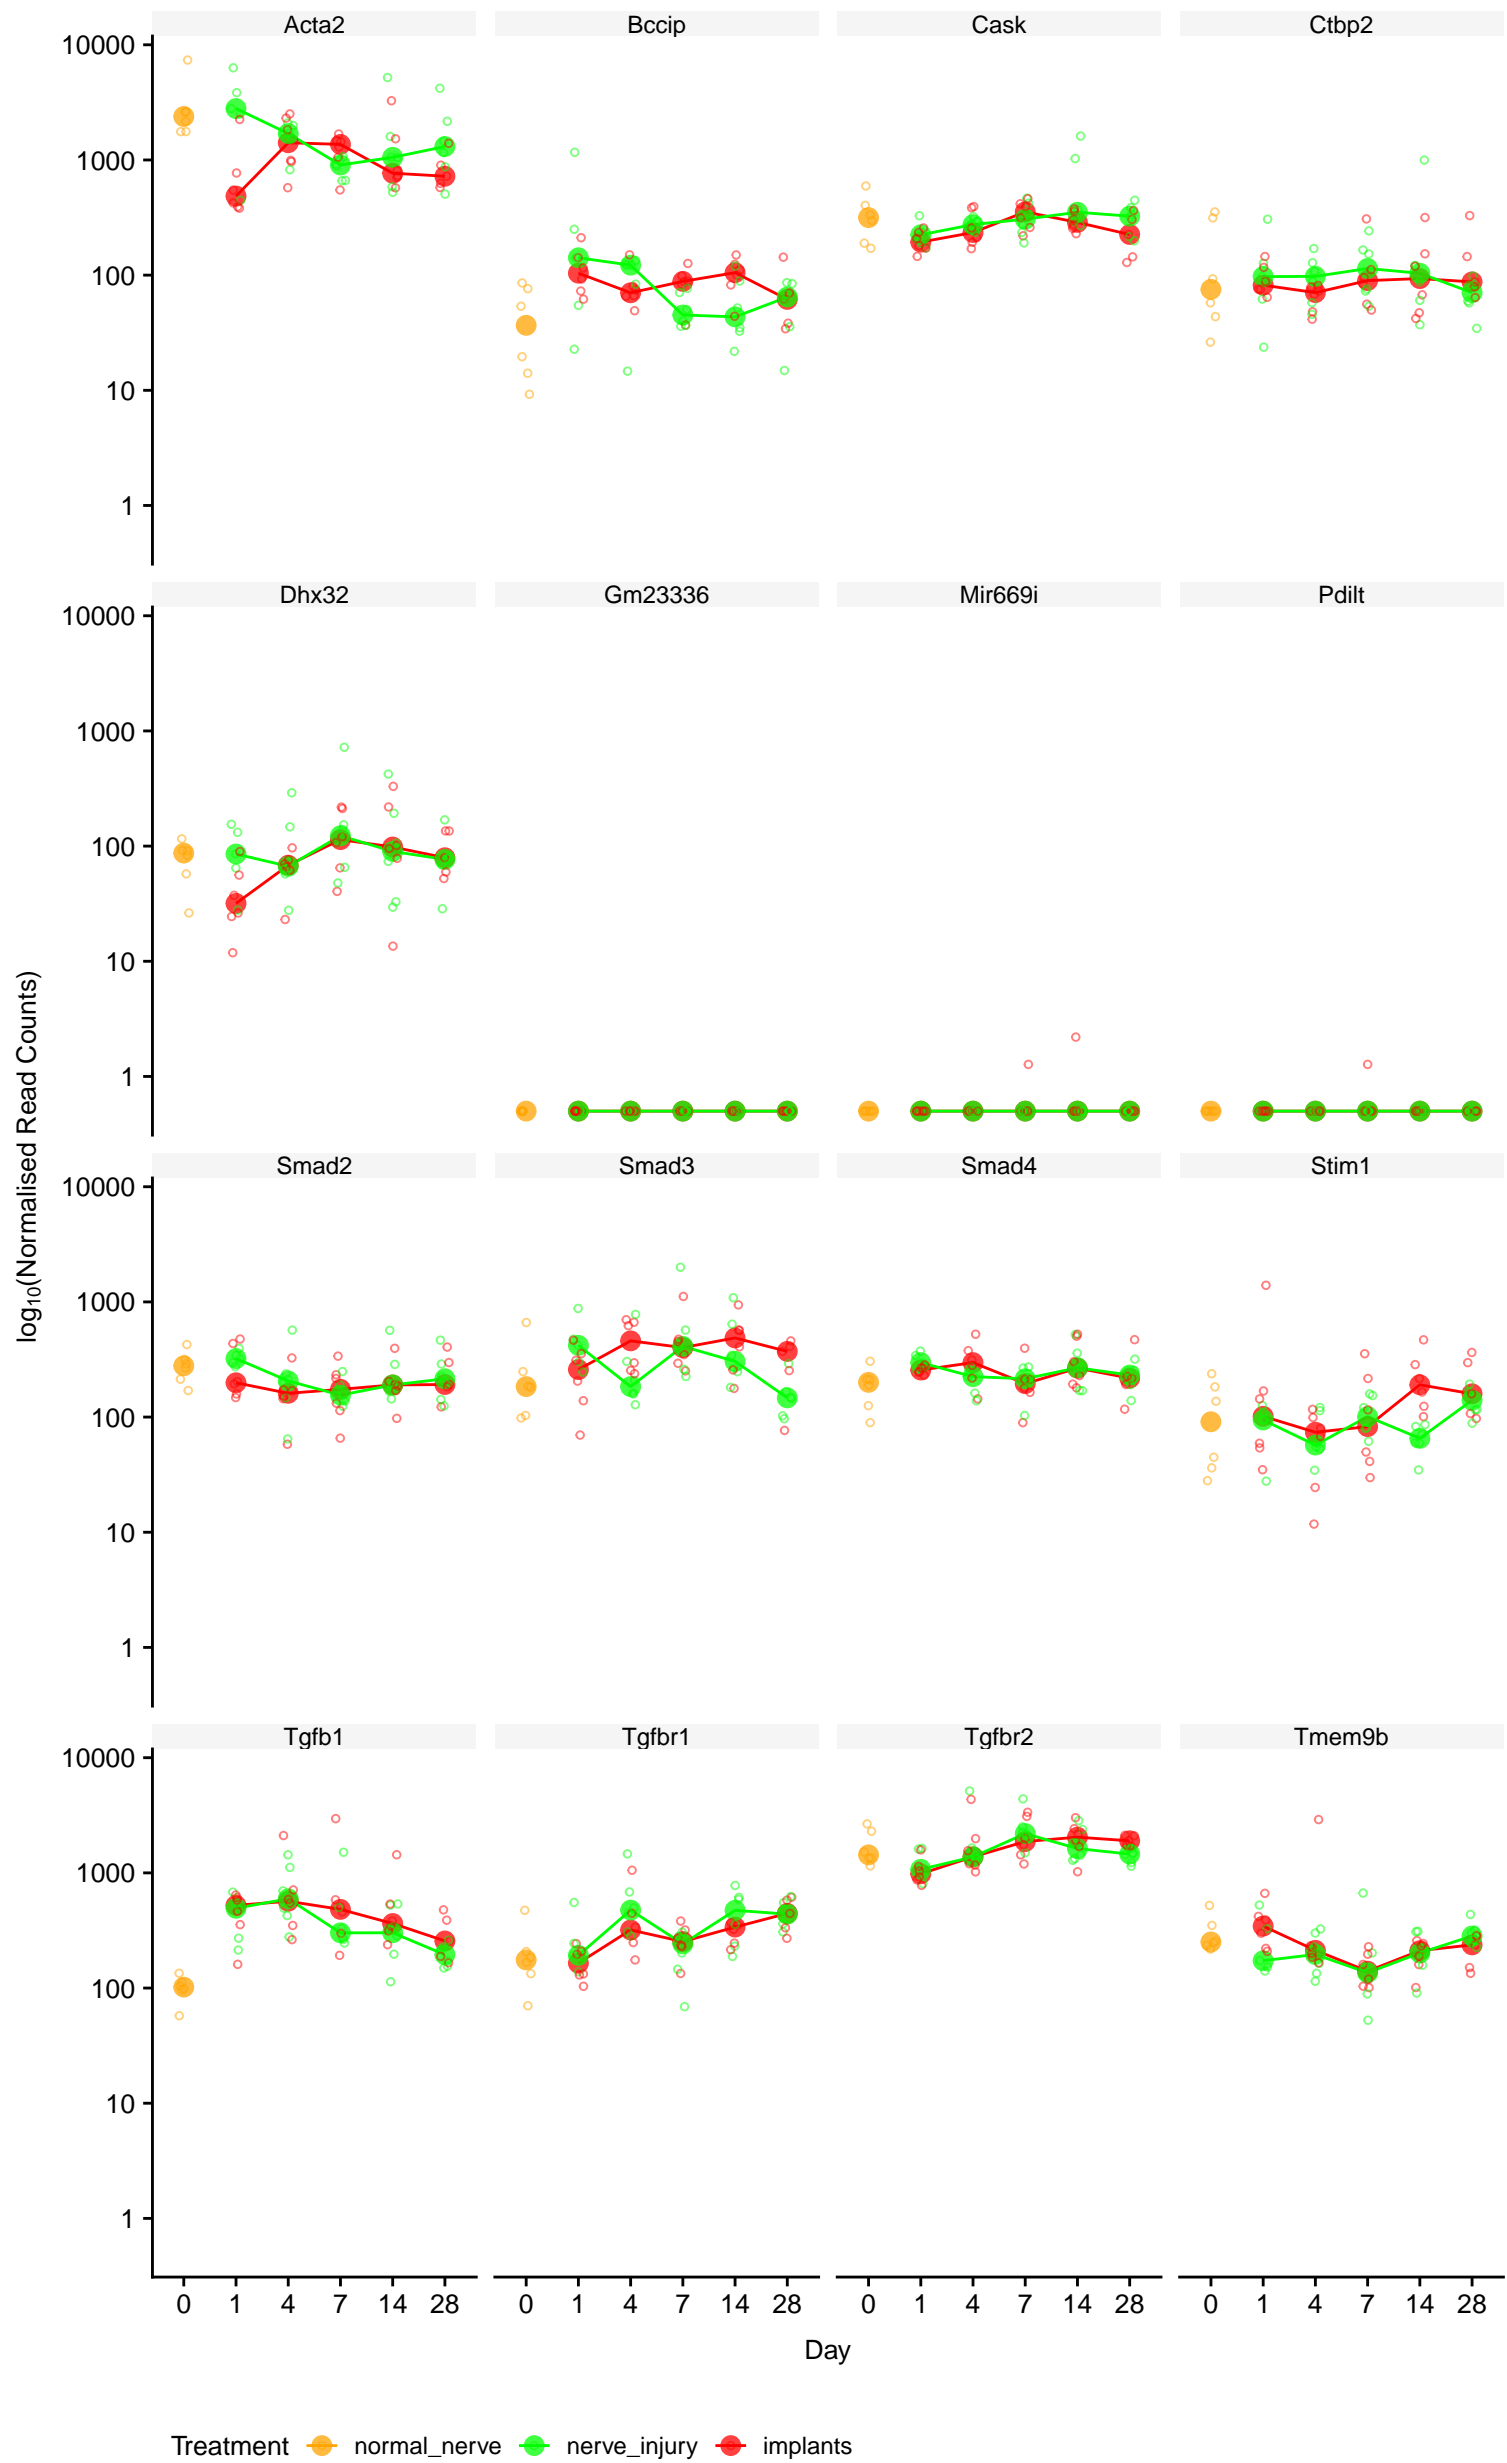 Acta2 Bccip Cask Ctbp2
10000
1000
100
10
1
Dhx32 Gm23336 Mir669i Pdilt
10000
1000
100
10
1
Smad2 Smad3 Smad4 Stim1
10000
1000
100
10
1
Tgfb1 Tgfbr1 Tgfbr2 Tmem9b
10000
1000
100
10
1
log₁₀(Normalised Read Counts)
0 1 4 7 14 28 0 1 4 7 14 28 0 1 4 7 14 28 0 1 4 7 14 28
Day
Treatment normal_nerve nerve_injury implants